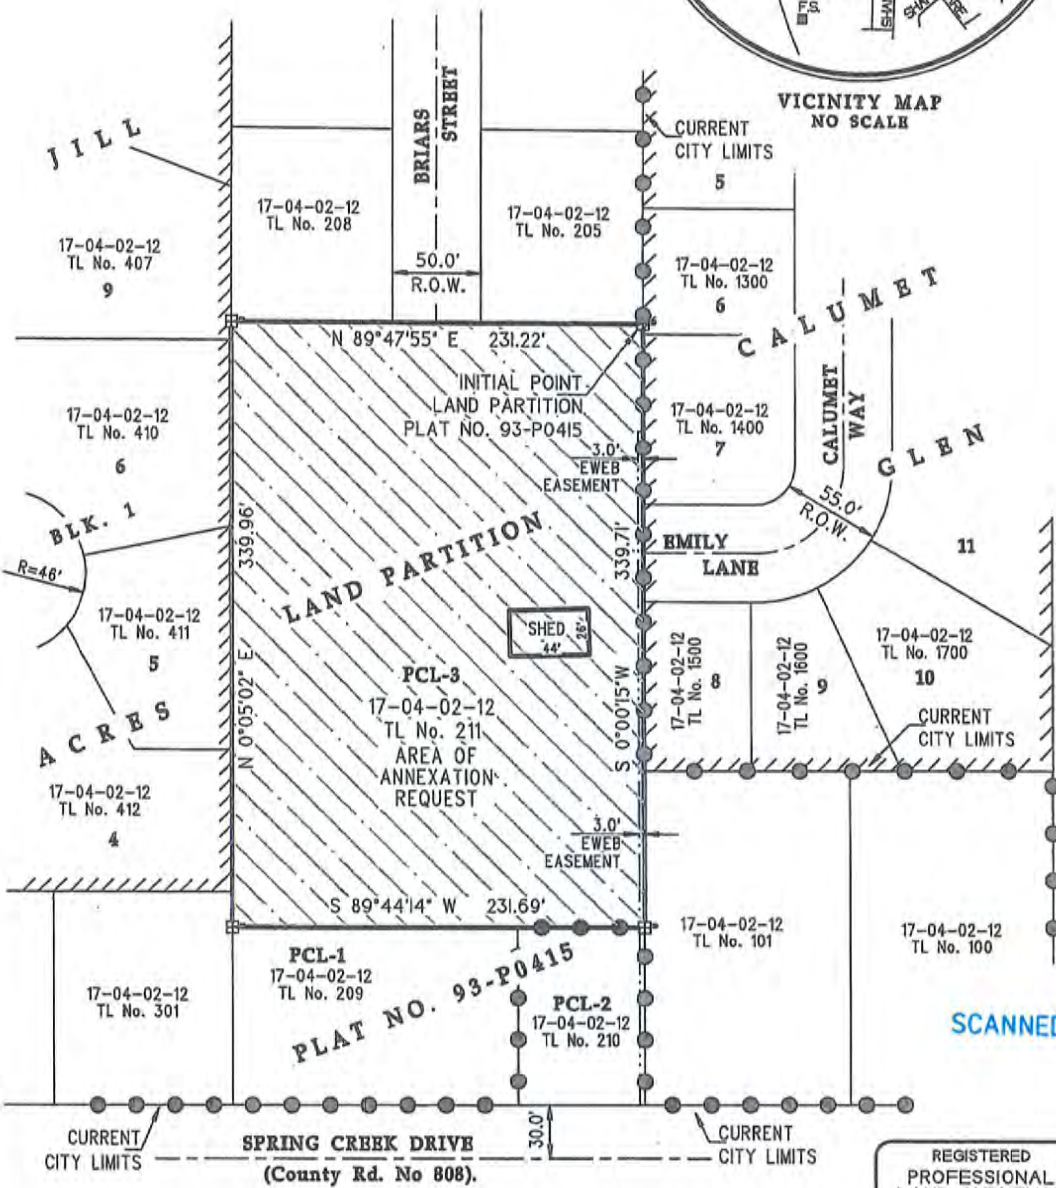 VICINITY MAP
NO SCALE
JILL
BRIARS
STREET
CURRENT
CITY LIMITS
5
17-04-02-12
TL No. 208
17-04-02-12
TL No. 205
17-04-02-12
TL No. 407
9
50.0'
R.O.W.
17-04-02-12
TL No. 1300
6
CALUMET
N 89°47'55" E 231.22'
INITIAL POINT
LAND PARTITION
PLAT NO. 93-P0415
17-04-02-12
TL No. 410
6
17-04-02-12
TL No. 1400
7
CALUMET
WAY
GLEN
3.0'
EWEB
EASEMENT
BLK. 1
R=46'
339.96'
LAND PARTITION
339.71'
55.0'
R.O.W.
EMILY
LANE
11
17-04-02-12
TL No. 411
5
SHED
44'
26'
17-04-02-12
TL No. 1500
8
17-04-02-12
TL No. 1600
9
17-04-02-12
TL No. 1700
10
ACRES
N 0°05'02" E
PCL-3
17-04-02-12
TL No. 211
AREA OF
ANNEXATION
REQUEST
S 0°00'15" W
CURRENT
CITY LIMITS
17-04-02-12
TL No. 412
4
3.0'
EWEB
EASEMENT
S 89°44'14" W 231.69'
17-04-02-12
TL No. 101
17-04-02-12
TL No. 100
PCL-1
17-04-02-12
TL No. 209
17-04-02-12
TL No. 301
PLAT NO. 93-P0415
PCL-2
17-04-02-12
TL No. 210
SCANNED
CURRENT
CITY LIMITS
SPRING CREEK DRIVE
(County Rd. No 808).
30.0'
CURRENT
CITY LIMITS
REGISTERED
PROFESSIONAL